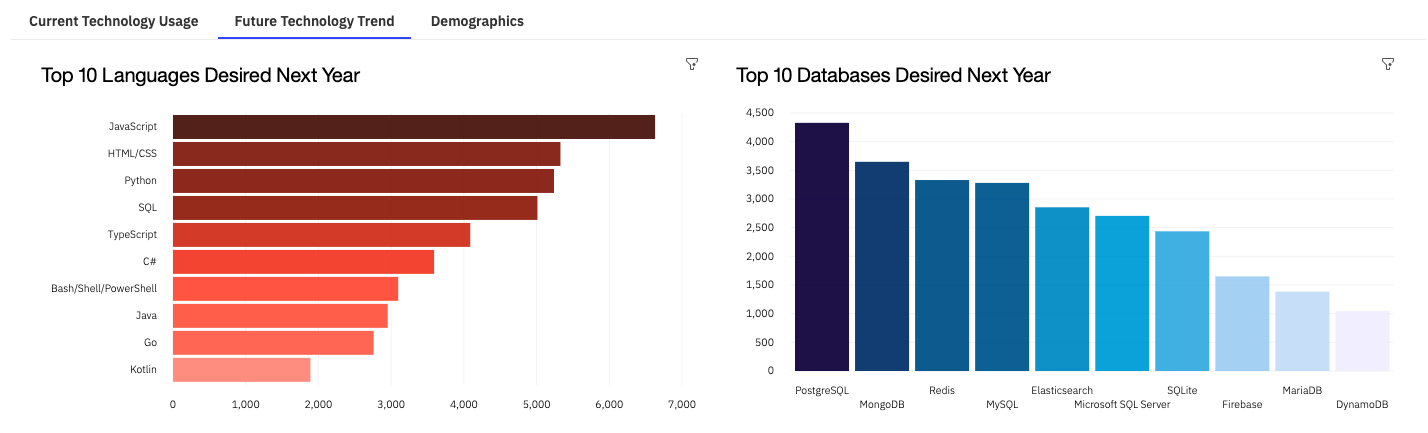 Current Technology Usage
Future Technology Trend
Demographics
Top 10 Languages Desired Next Year
JavaScript
HTML/CSS
Python
SQL
TypeScript
C#
Bash/Shell/PowerShell
Java
Go
Kotlin
0 1,000 2,000 3,000 4,000 5,000 6,000 7,000
Top 10 Databases Desired Next Year
4,500
4,000
3,500
3,000
2,500
2,000
1,500
1,000
500
0
PostgreSQL Redis Elasticsearch SQLite MariaDB
MongoDB MySQL Microsoft SQL Server Firebase DynamoDB